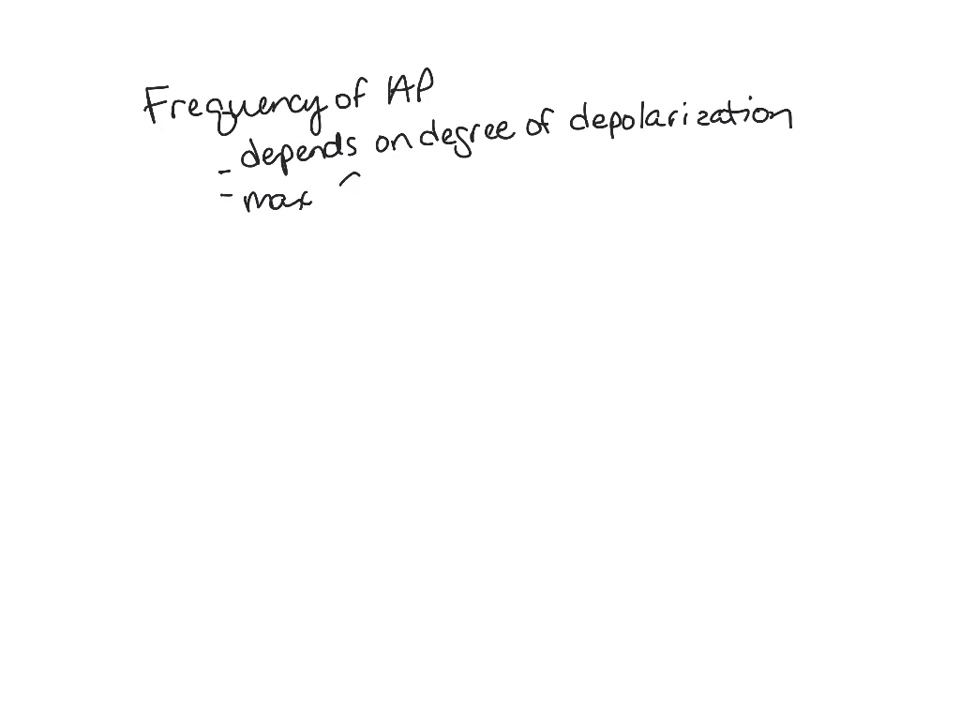 Frequency of AP
- depends on degree of depolarization
- max